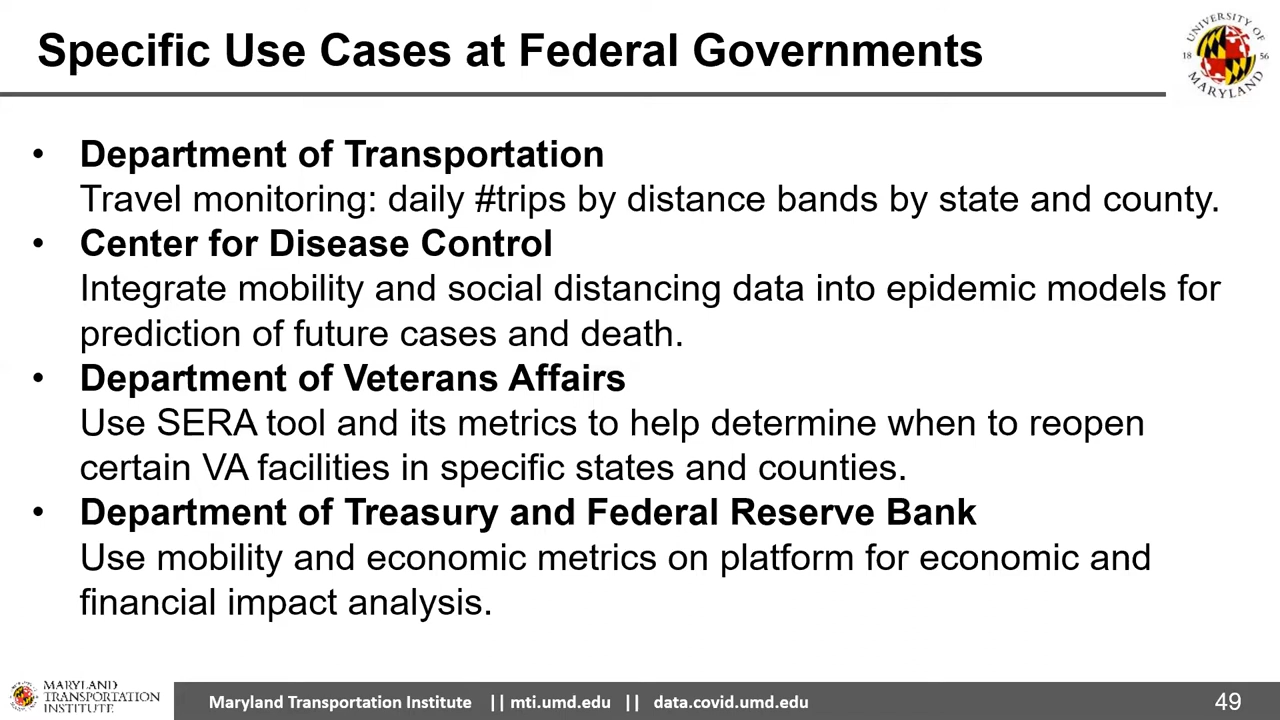 Specific Use Cases at Federal Governments
UNIVERSITY OF
18 56
MARYLAND
• Department of Transportation
Travel monitoring: daily #trips by distance bands by state and county.
• Center for Disease Control
Integrate mobility and social distancing data into epidemic models for
prediction of future cases and death.
• Department of Veterans Affairs
Use SERA tool and its metrics to help determine when to reopen
certain VA facilities in specific states and counties.
• Department of Treasury and Federal Reserve Bank
Use mobility and economic metrics on platform for economic and
financial impact analysis.
MARYLAND
TRANSPORTATION
INSTITUTE
Maryland Transportation Institute || mti.umd.edu || data.covid.umd.edu
49